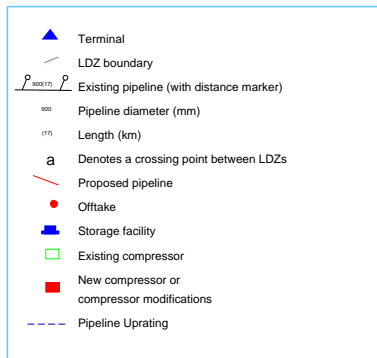 Terminal
LDZ boundary
900(17) Existing pipeline (with distance marker)
900 Pipeline diameter (mm)
(17) Length (km)
a Denotes a crossing point between LDZs
Proposed pipeline
Offtake
Storage facility
Existing compressor
New compressor or
compressor modifications
Pipeline Uprating